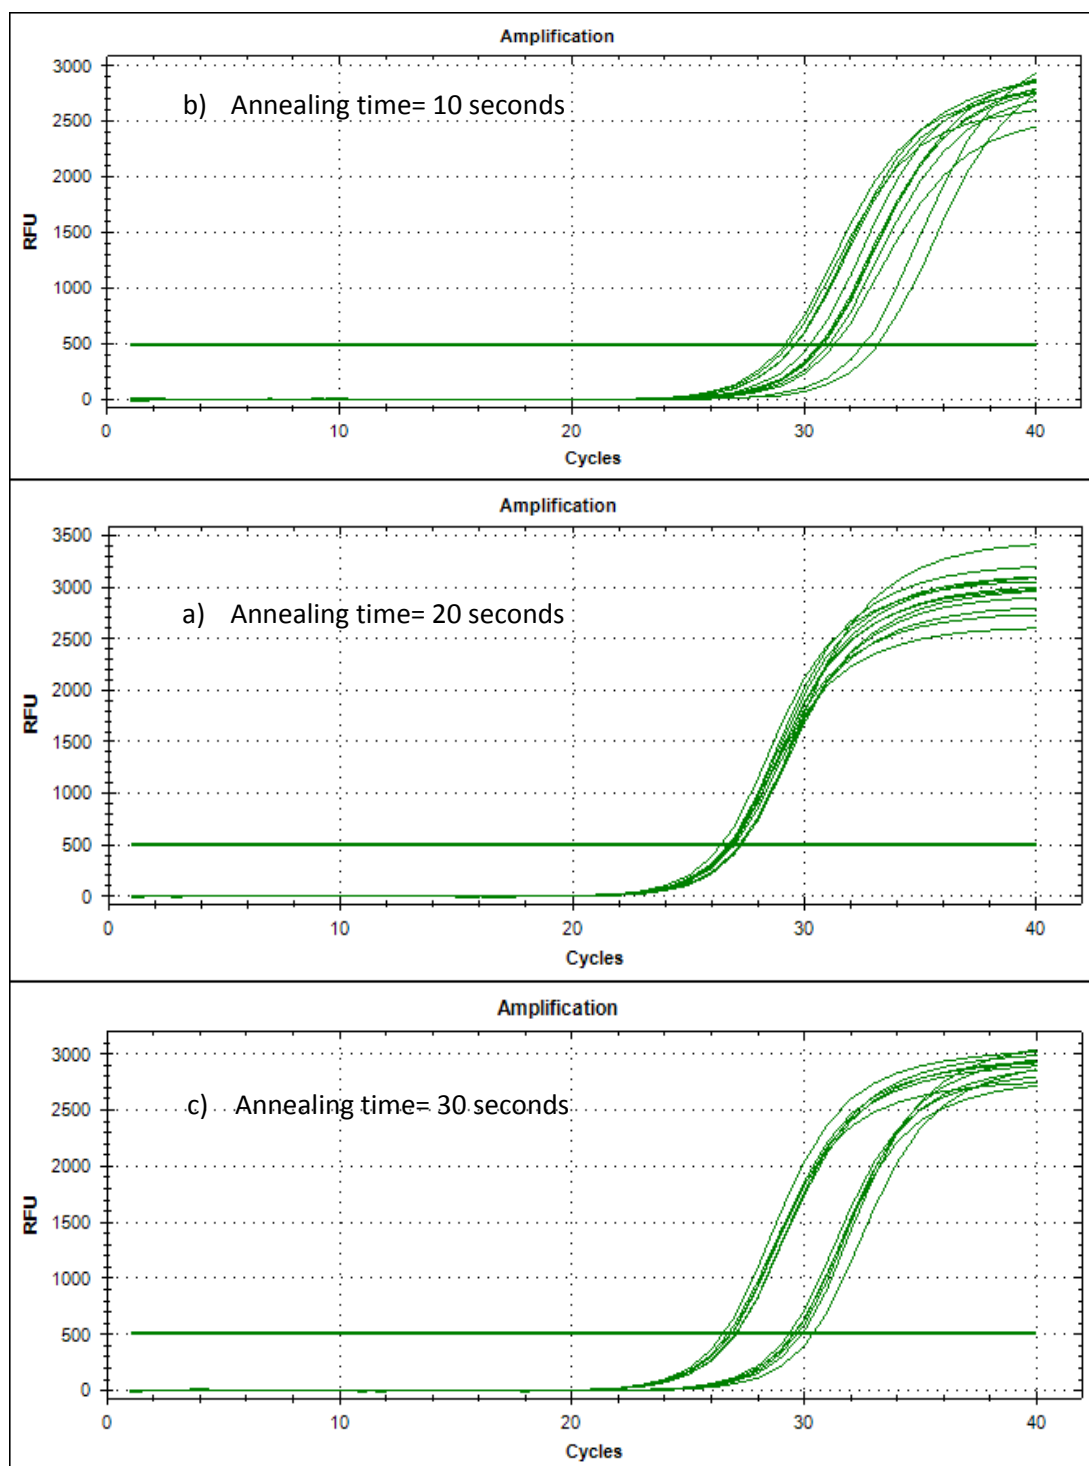 Amplification
b) Annealing time= 10 seconds
3000
2500
2000
1500
1000
500
0
RFU
0 10 20 30 40
Cycles
Amplification
a) Annealing time= 20 seconds
3500
3000
2500
2000
1500
1000
500
0
RFU
0 10 20 30 40
Cycles
Amplification
c) Annealing time= 30 seconds
3000
2500
2000
1500
1000
500
0
RFU
0 10 20 30 40
Cycles